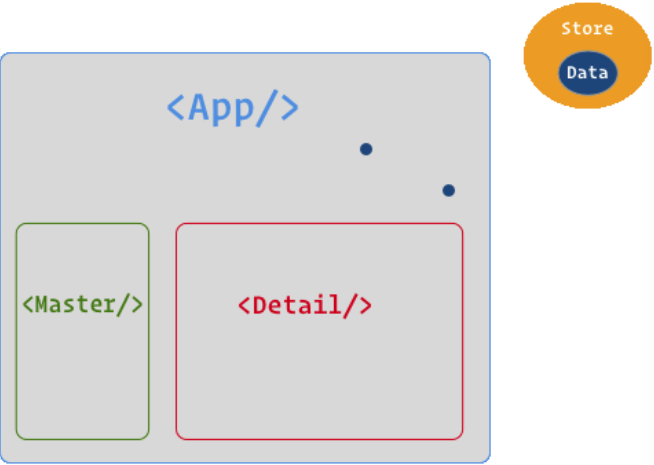 Store
Data
<App/>
<Master/>
<Detail/>